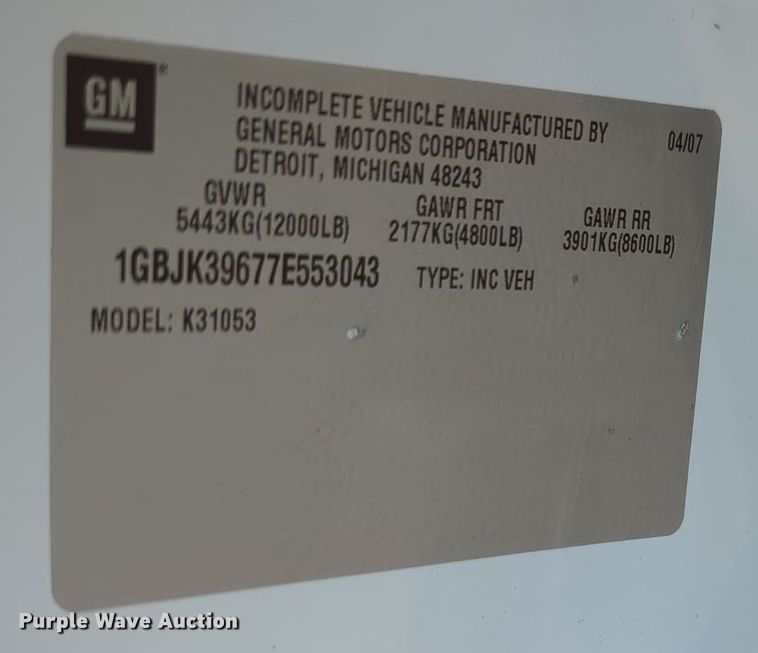 GM
INCOMPLETE VEHICLE MANUFACTURED BY
GENERAL MOTORS CORPORATION
DETROIT, MICHIGAN 48243
04/07
GVWR
5443KG(12000LB)
GAWR FRT
2177KG(4800LB)
GAWR RR
3901KG(8600LB)
1GBJK39677E553043
TYPE: INC VEH
MODEL: K31053
Purple Wave Auction